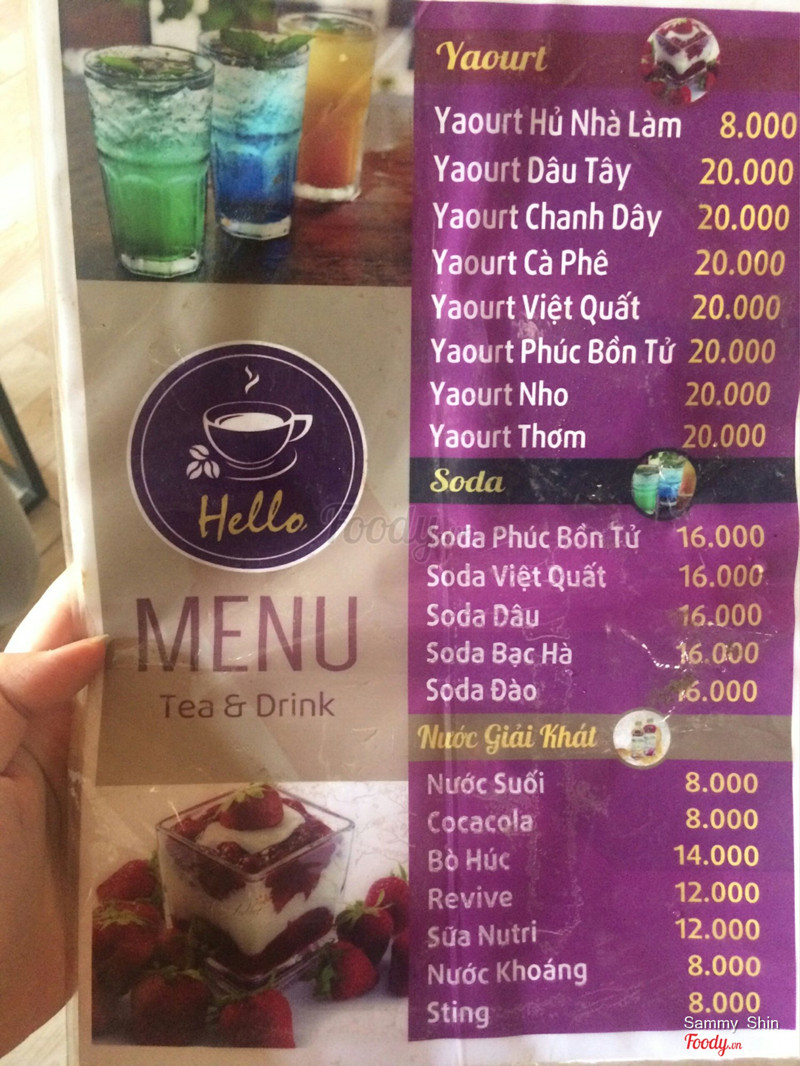 Hello
MENU
Tea & Drink
Yaourt
Yaourt Hủ Nhà Làm 8.000
Yaourt Dâu Tây 20.000
Yaourt Chanh Dây 20.000
Yaourt Cà Phê 20.000
Yaourt Việt Quất 20.000
Yaourt Phúc Bồn Tử 20.000
Yaourt Nho 20.000
Yaourt Thơm 20.000
Soda
Soda Phúc Bồn Tử 16.000
Soda Việt Quất 16.000
Soda Dâu 16.000
Soda Bạc Hà 16.000
Soda Đào 16.000
Nước Giải Khát
Nước Suối 8.000
Cocacola 8.000
Bò Húc 14.000
Revive 12.000
Sữa Nutri 12.000
Nước Khoáng 8.000
Sting 8.000
Foody
Sammy Shin
Foody.vn